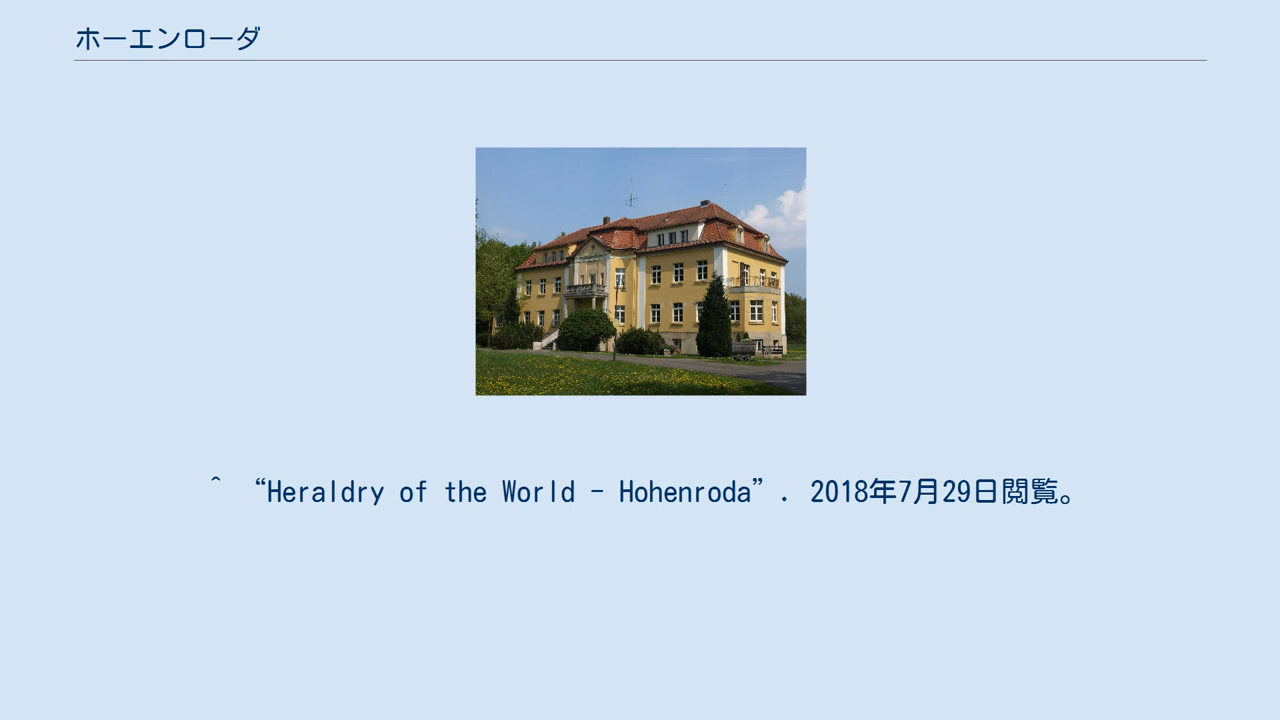 ホーエンローダ
^ “Heraldry of the World - Hohenroda”. 2018年7月29日閲覧。